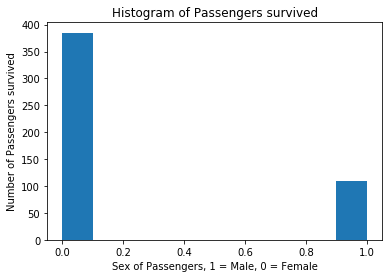 Histogram of Passengers survived
Number of Passengers survived
400
350
300
250
200
150
100
50
0
0.0 0.2 0.4 0.6 0.8 1.0
Sex of Passengers, 1 = Male, 0 = Female